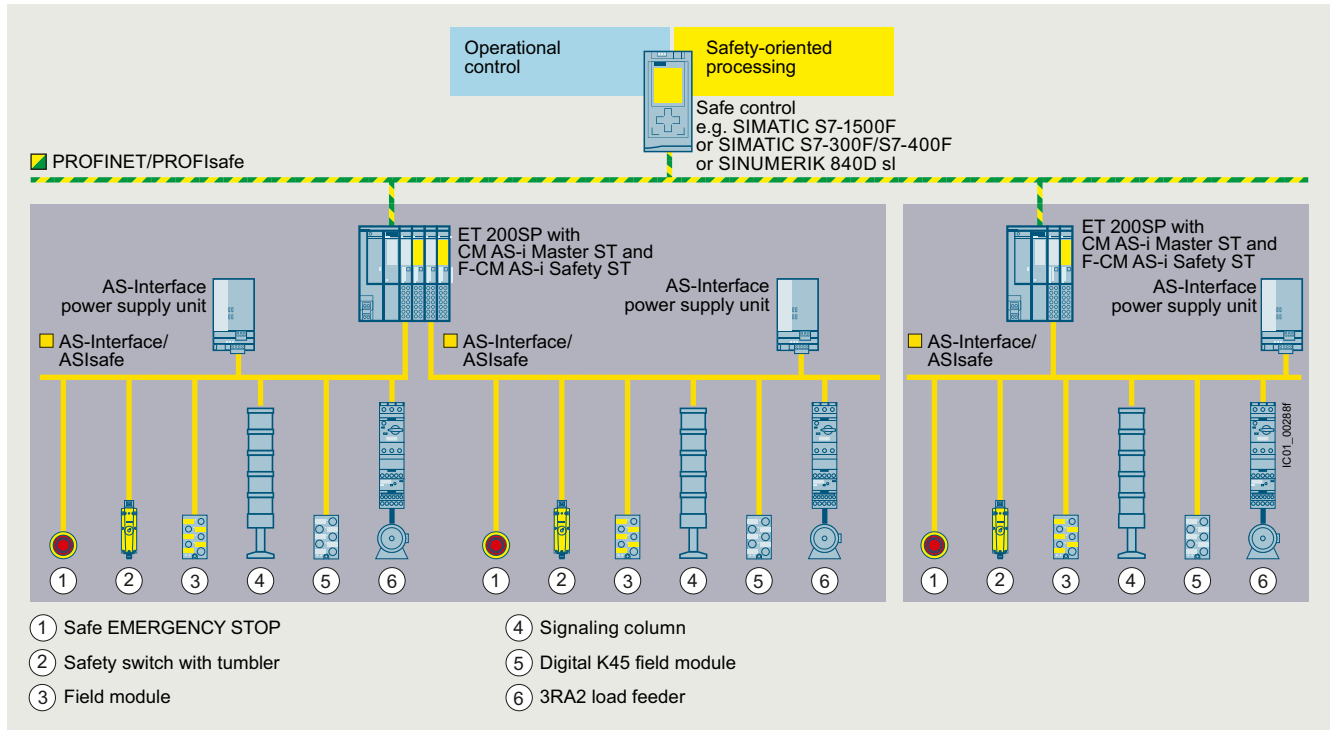 Operational
control
Safety-oriented
processing
Safe control
e.g. SIMATIC S7-1500F
or SIMATIC S7-300F/S7-400F
or SINUMERIK 840D sl
PROFINET/PROFIsafe
ET 200SP with
CM AS-i Master ST and
F-CM AS-i Safety ST
AS-Interface
power supply unit
AS-Interface/
ASIsafe
AS-Interface
power supply unit
AS-Interface/
ASIsafe
ET 200SP with
CM AS-i Master ST and
F-CM AS-i Safety ST
AS-Interface
power supply unit
AS-Interface/
ASIsafe
IC01_00288f
1 2 3 4 5 6
1 2 3 4 5 6
1 2 3 4 5 6
1 Safe EMERGENCY STOP
2 Safety switch with tumbler
3 Field module
4 Signaling column
5 Digital K45 field module
6 3RA2 load feeder